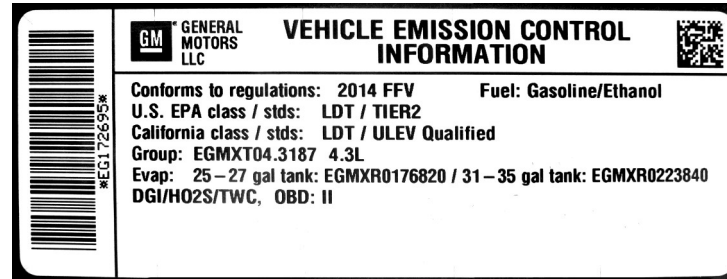 *EG172695*
GM GENERAL MOTORS LLC
VEHICLE EMISSION CONTROL INFORMATION
Conforms to regulations: 2014 FFV Fuel: Gasoline/Ethanol
U.S. EPA class / stds: LDT / TIER2
California class / stds: LDT / ULEV Qualified
Group: EGMXT04.3187 4.3L
Evap: 25–27 gal tank: EGMXR0176820 / 31–35 gal tank: EGMXR0223840
DGI/HO2S/TWC, OBD: II